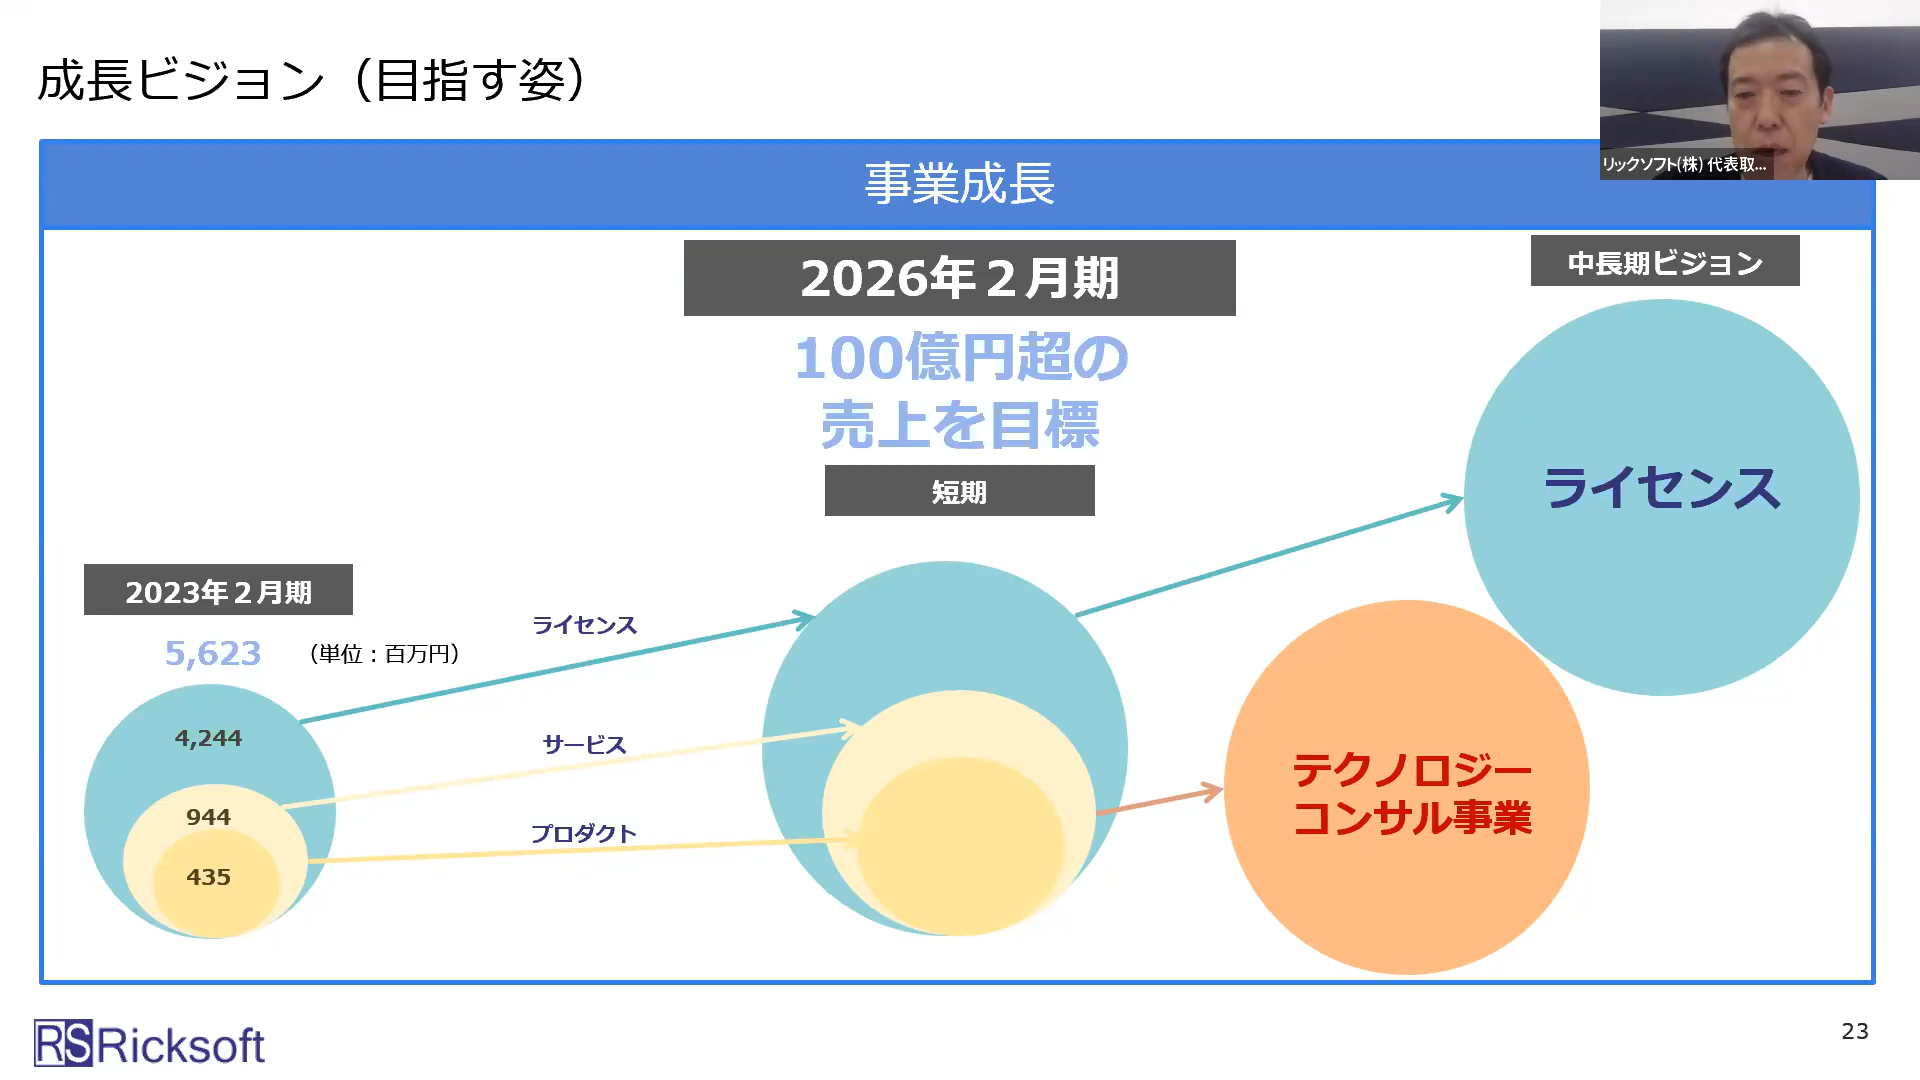 成長ビジョン（目指す姿）
リックソフト(株) 代表取...
事業成長
2026年２月期
100億円超の
売上を目標
短期
中長期ビジョン
ライセンス
テクノロジー
コンサル事業
2023年２月期
5,623
（単位：百万円）
4,244
944
435
ライセンス
サービス
プロダクト
RS Ricksoft
23